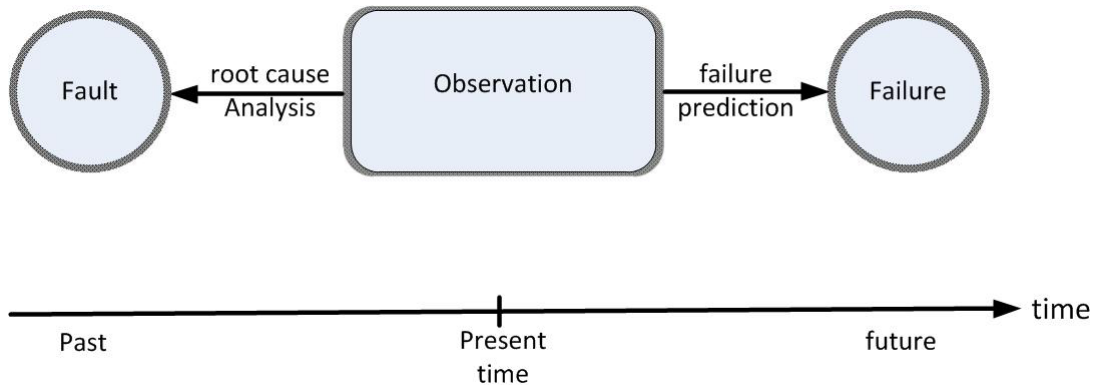 Fault
root cause
Analysis
Observation
failure
prediction
Failure
time
Past
Present
time
future